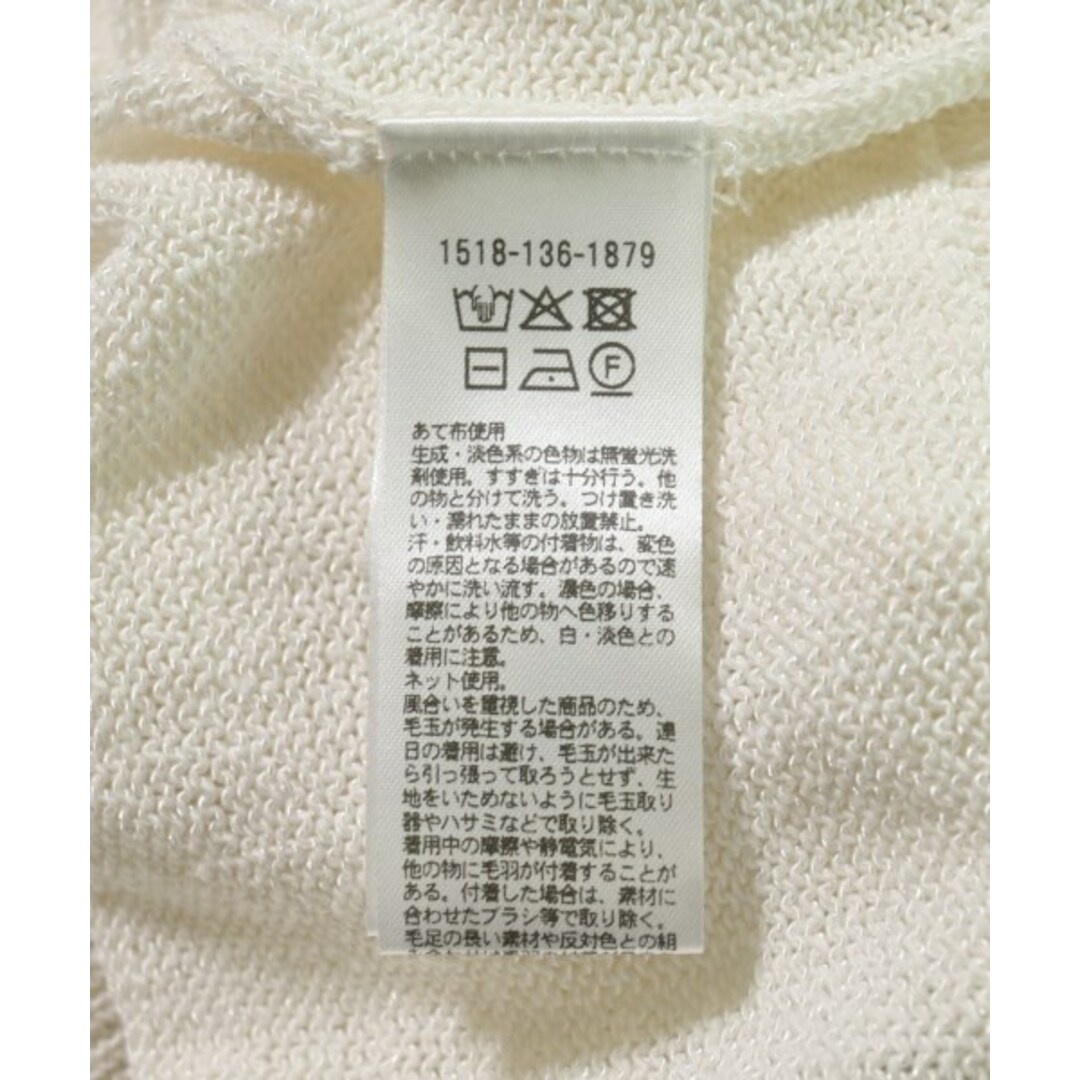 1518-136-1879
F
あて布使用
生成・淡色系の色物は無蛍光洗
剤使用。すすぎは十分行う。他
の物と分けて洗う。つけ置き洗
い・濡れたままの放置禁止。
汗・飲料水等の付着物は、変色
の原因となる場合があるので速
やかに洗い流す。濃色の場合、
摩擦により他の物へ色移りする
ことがあるため、白・淡色との
着用に注意。
ネット使用。
風合いを重視した商品のため、
毛玉が発生する場合がある。連
日の着用は避け、毛玉が出来た
ら引っ張って取ろうとせず、生
地をいためないように毛玉取り
器やハサミなどで取り除く。
着用中の摩擦や静電気により、
他の物に毛羽が付着することが
ある。付着した場合は、素材に
合わせたブラシ等で取り除く。
毛足の長い素材や反対色との組